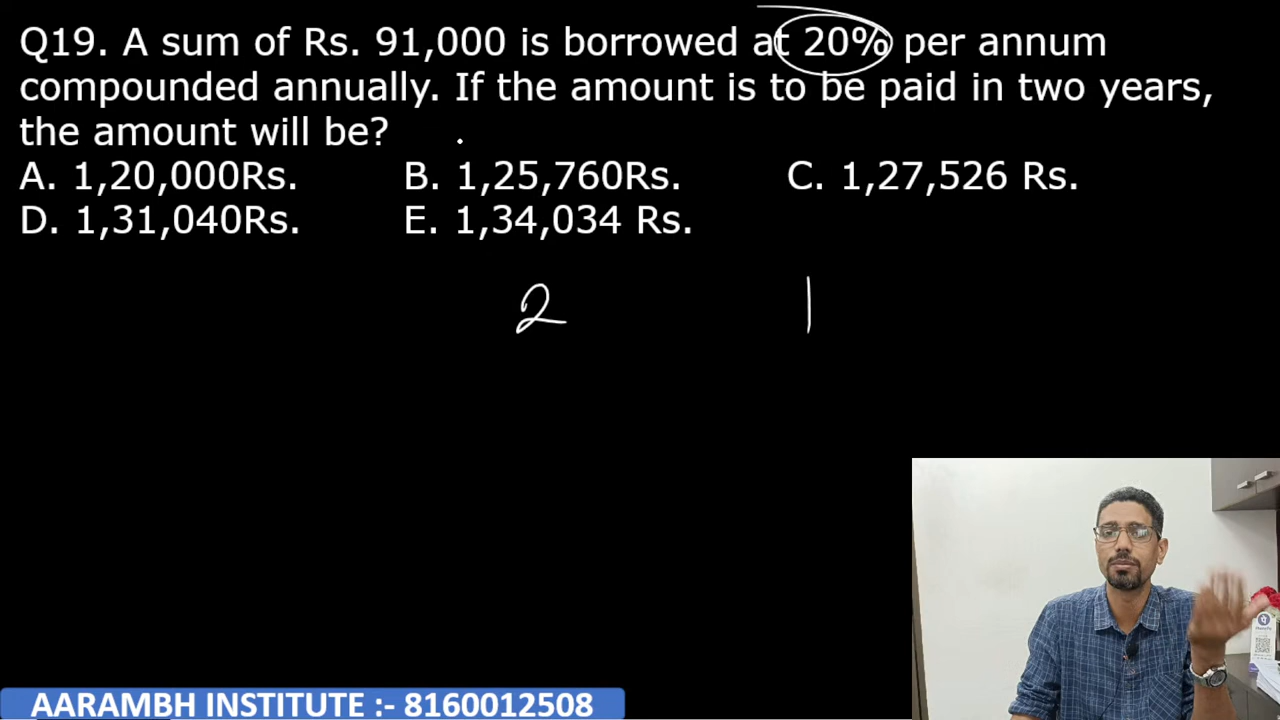 Q19. A sum of Rs. 91,000 is borrowed at 20% per annum
compounded annually. If the amount is to be paid in two years,
the amount will be?
A. 1,20,000Rs. B. 1,25,760Rs. C. 1,27,526 Rs.
D. 1,31,040Rs. E. 1,34,034 Rs.
2 1
AARAMBH INSTITUTE :- 8160012508